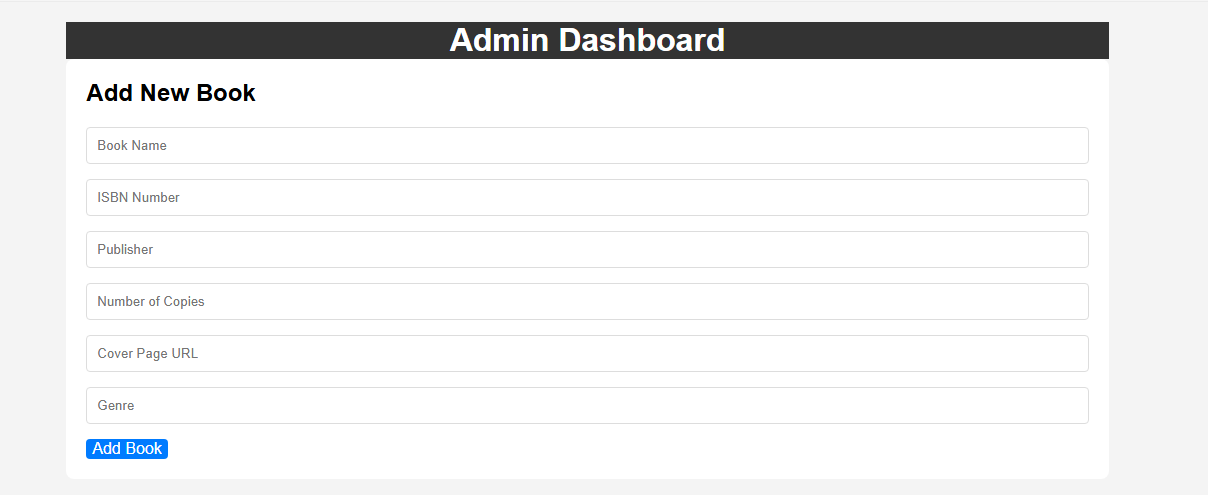 Admin Dashboard
Add New Book
Book Name
ISBN Number
Publisher
Number of Copies
Cover Page URL
Genre
Add Book